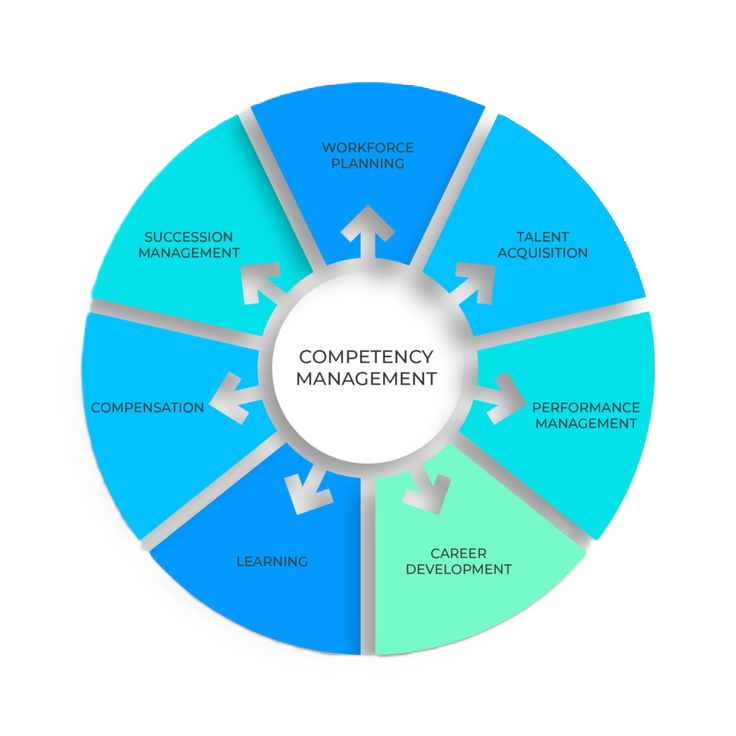 WORKFORCE
PLANNING
TALENT
ACQUISITION
PERFORMANCE
MANAGEMENT
CAREER
DEVELOPMENT
LEARNING
COMPENSATION
SUCCESSION
MANAGEMENT
COMPETENCY
MANAGEMENT